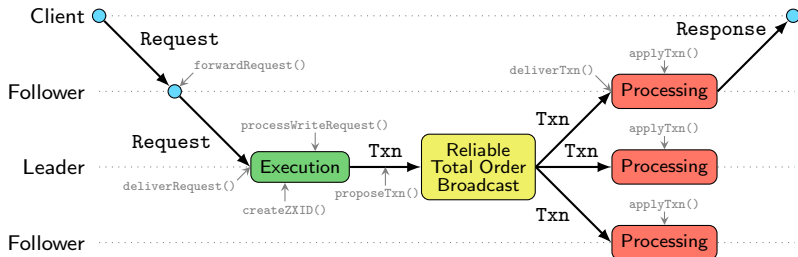 Client
Request
Response
forwardRequest()
applyTxn()
deliverTxn()
Follower
Processing
processWriteRequest()
Txn
Request
Txn
Reliable
Total Order
Broadcast
Txn
applyTxn()
Leader
Execution
Processing
deliverRequest()
proposeTxn()
createZXID()
Txn
applyTxn()
Follower
Processing